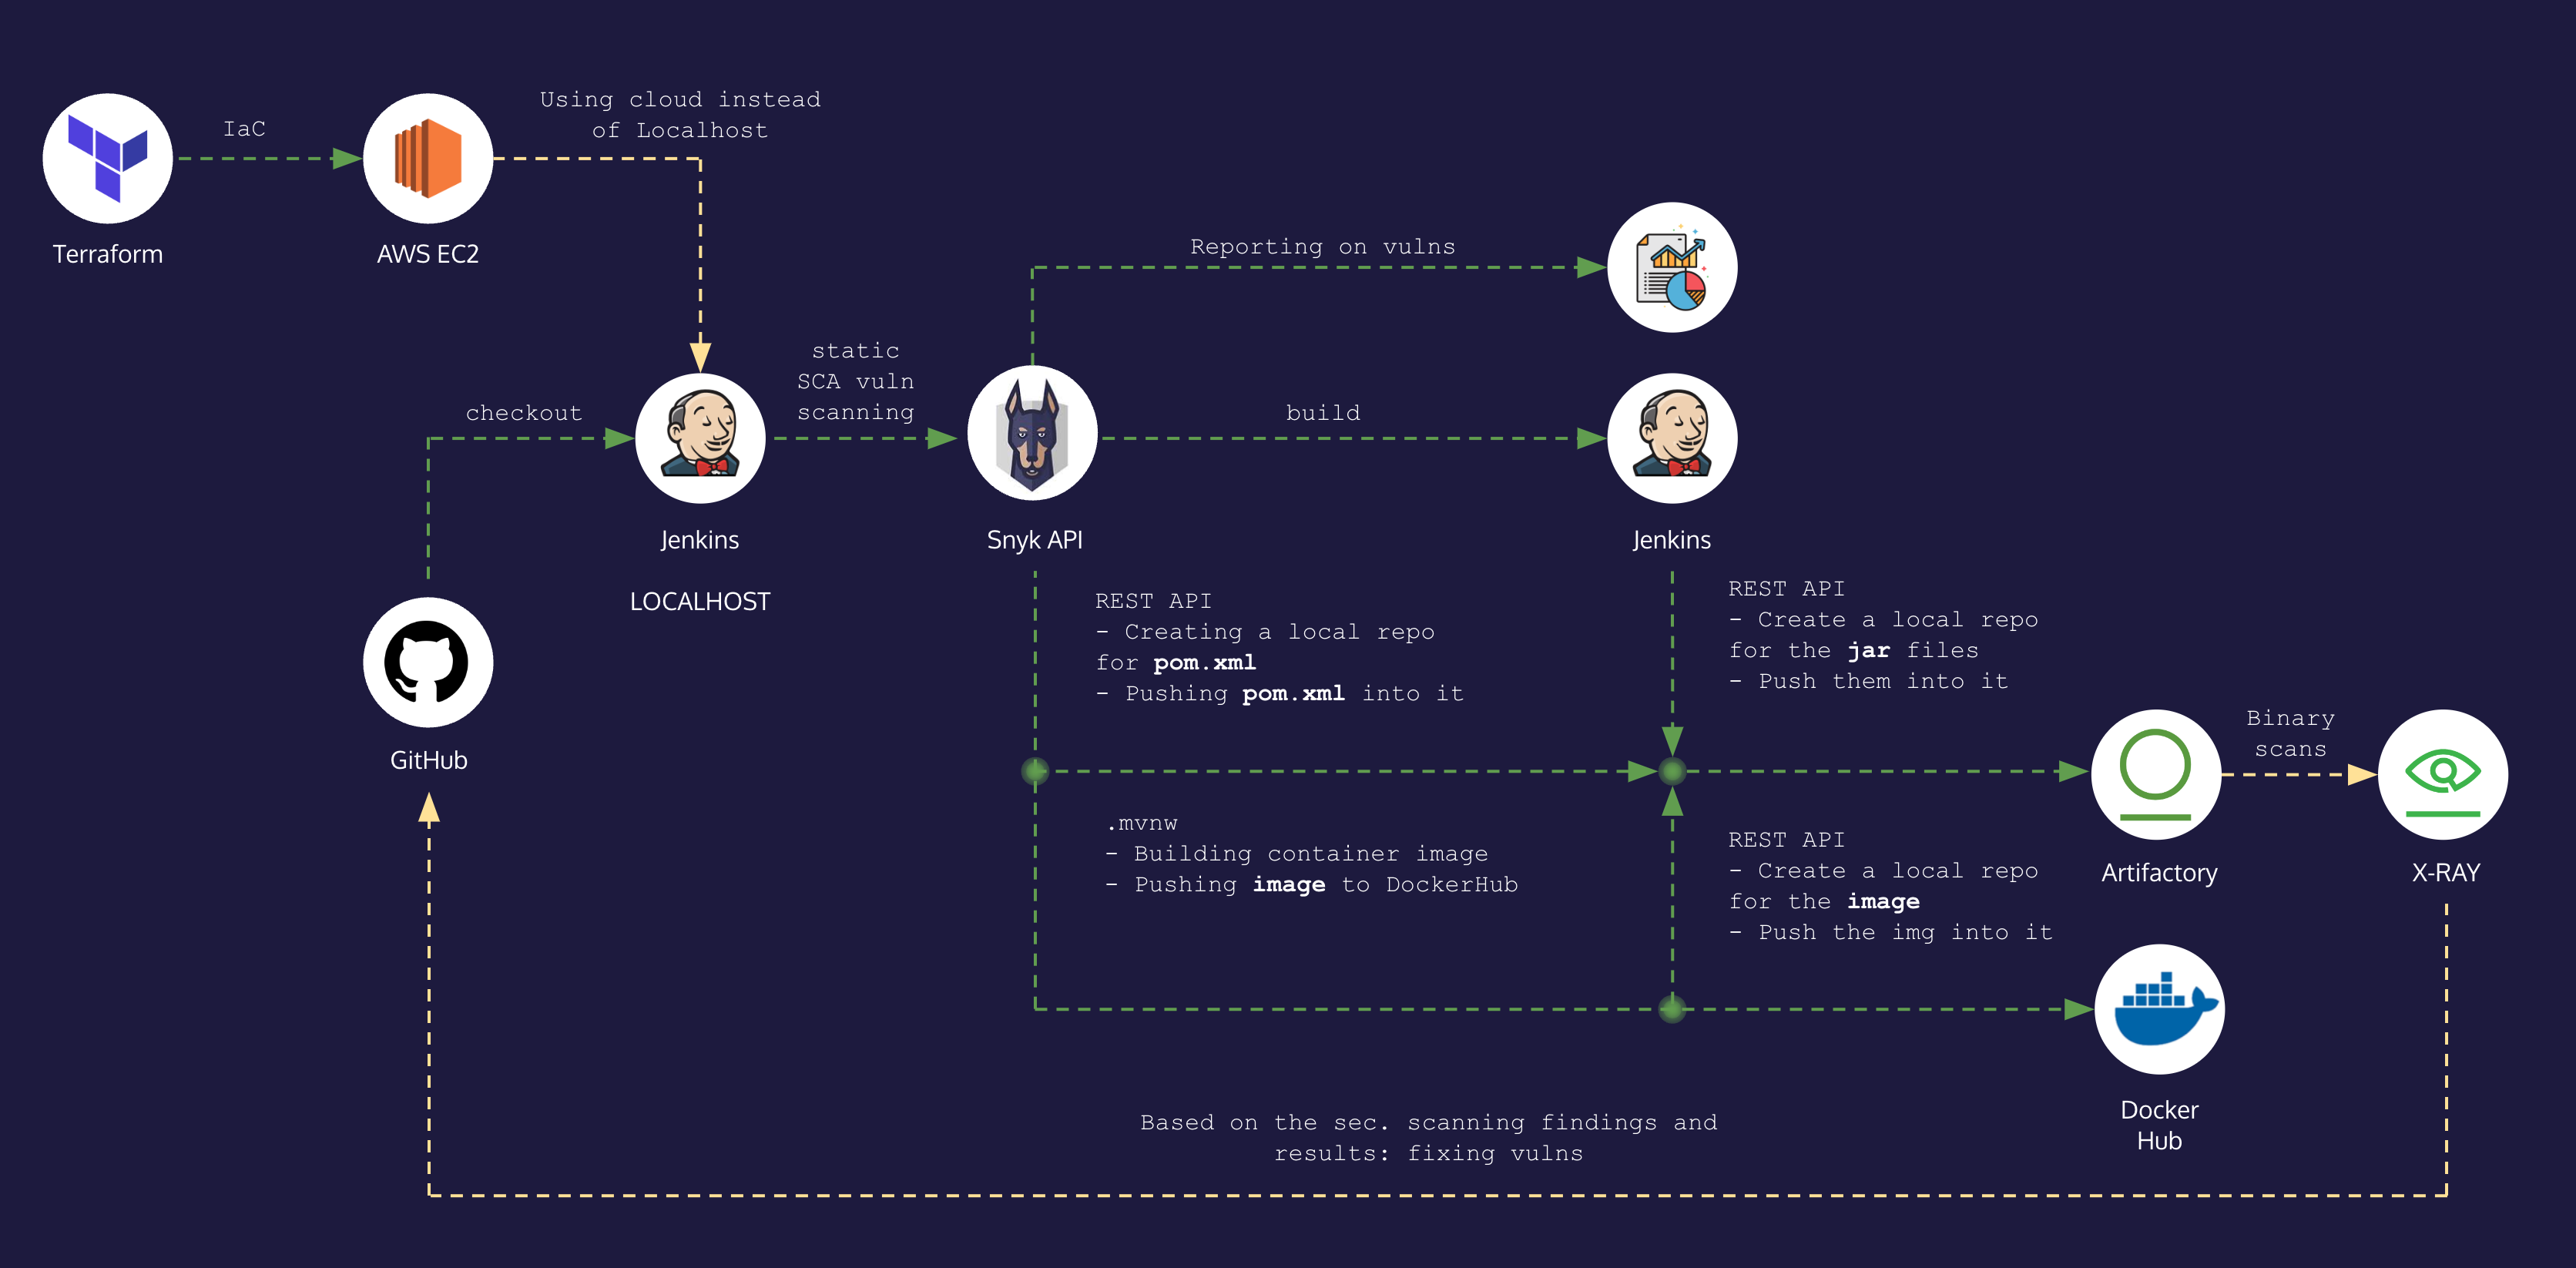 Using cloud instead
of Localhost
IaC
Terraform
AWS EC2
Reporting on vulns
static
SCA vuln
scanning
checkout
build
Jenkins
LOCALHOST
Snyk API
Jenkins
REST API
- Creating a local repo
for pom.xml
- Pushing pom.xml into it
REST API
- Create a local repo
for the jar files
- Push them into it
GitHub
Binary
scans
.mvnw
- Building container image
- Pushing image to DockerHub
REST API
- Create a local repo
for the image
- Push the img into it
Artifactory
X-RAY
Docker
Hub
Based on the sec. scanning findings and
results: fixing vulns